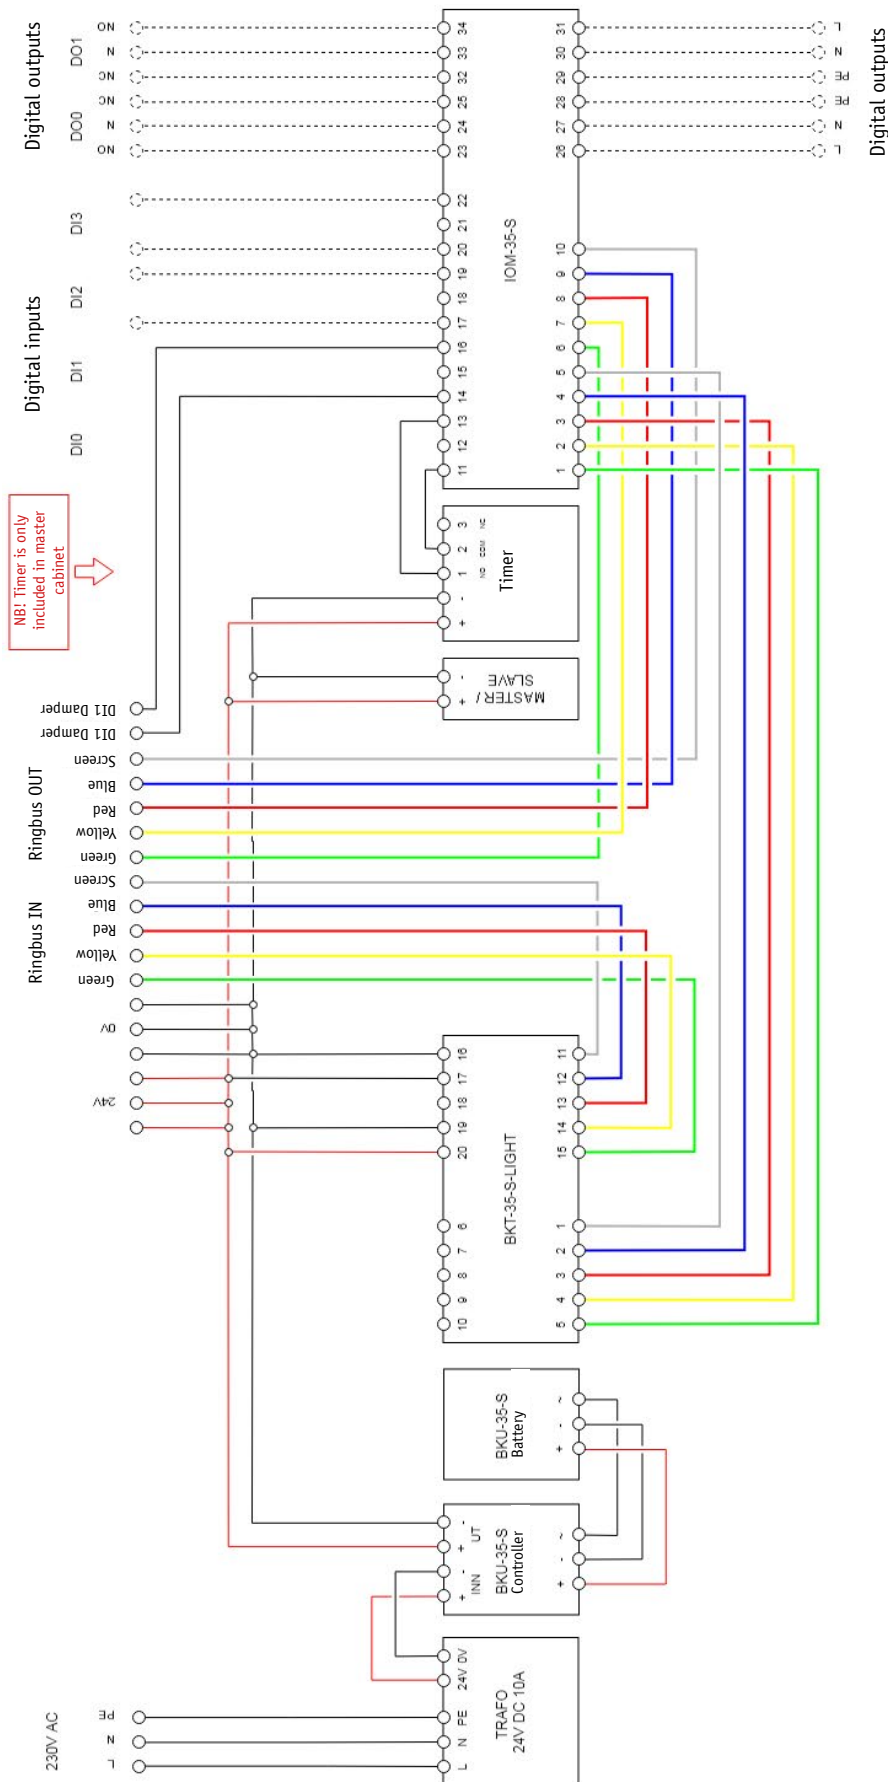 Digital outputs
DO1
DO0
NO
N
NC
NC
N
NO
34
33
32
25
24
23
31
30
29
28
27
26
L
N
PE
PE
N
L
Digital outputs
IOM-35-S
Digital inputs
DI3
DI2
DI1
DI0
22
21
20
19
18
17
16
15
14
13
12
11
10
9
8
7
6
5
4
3
2
1
NB! Timer is only
included in master
cabinet
3
2
1
-
+
NC
COM
NO
Timer
-
+
MASTER /
SLAVE
DI1 Damper
DI1 Damper
Ringbus OUT
Screen
Blue
Red
Yellow
Green
Ringbus IN
Screen
Blue
Red
Yellow
Green
0V
24V
16
17
18
19
20
6
7
8
9
10
BKT-35-S-LIGHT
11
12
13
14
15
1
2
3
4
5
BKU-35-S
Battery
~
-
+
-
+
UT
-
+
INN
BKU-35-S
Controller
~
-
+
24V 0V
PE
N
L
TRAFO
24V DC 10A
230V AC
PE
N
L